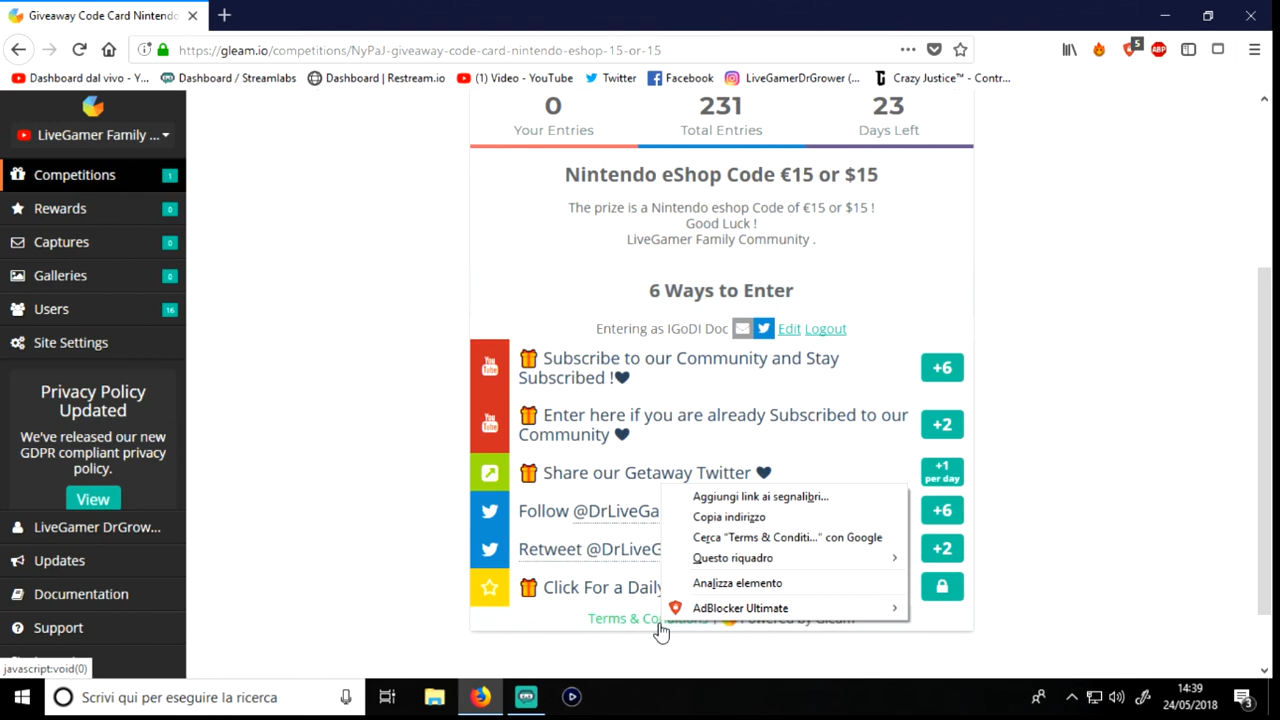 Giveaway Code Card Nintendo
https://gleam.io/competitions/NyPaJ-giveaway-code-card-nintendo-eshop-15-or-15
5
ABP
Dashboard dal vivo - Y...
Dashboard / Streamlabs
Dashboard | Restream.io
(1) Video - YouTube
Twitter
Facebook
LiveGamerDrGrower (...
Crazy Justice™ - Contr...
LiveGamer Family ...
Competitions 1
Rewards 0
Captures 0
Galleries 0
Users 16
Site Settings
Privacy Policy
Updated
We've released our new
GDPR compliant privacy
policy.
View
LiveGamer DrGrow...
Updates
Documentation
Support
javascript:void(0)
0
Your Entries
231
Total Entries
23
Days Left
Nintendo eShop Code €15 or $15
The prize is a Nintendo eshop Code of €15 or $15 !
Good Luck !
LiveGamer Family Community .
6 Ways to Enter
Entering as IGoDI Doc Edit Logout
You Tube
Subscribe to our Community and Stay
Subscribed !
+6
You Tube
Enter here if you are already Subscribed to our
Community
+2
Share our Getaway Twitter
+1
per day
Follow @DrLiveGa
+6
Retweet @DrLiveG
+2
Click For a Daily
Terms & Conditions | Powered by Gleam
Aggiungi link ai segnalibri...
Copia indirizzo
Cerca "Terms & Conditi..." con Google
Questo riquadro
Analizza elemento
AdBlocker Ultimate
Scrivi qui per eseguire la ricerca
14:39
24/05/2018
3